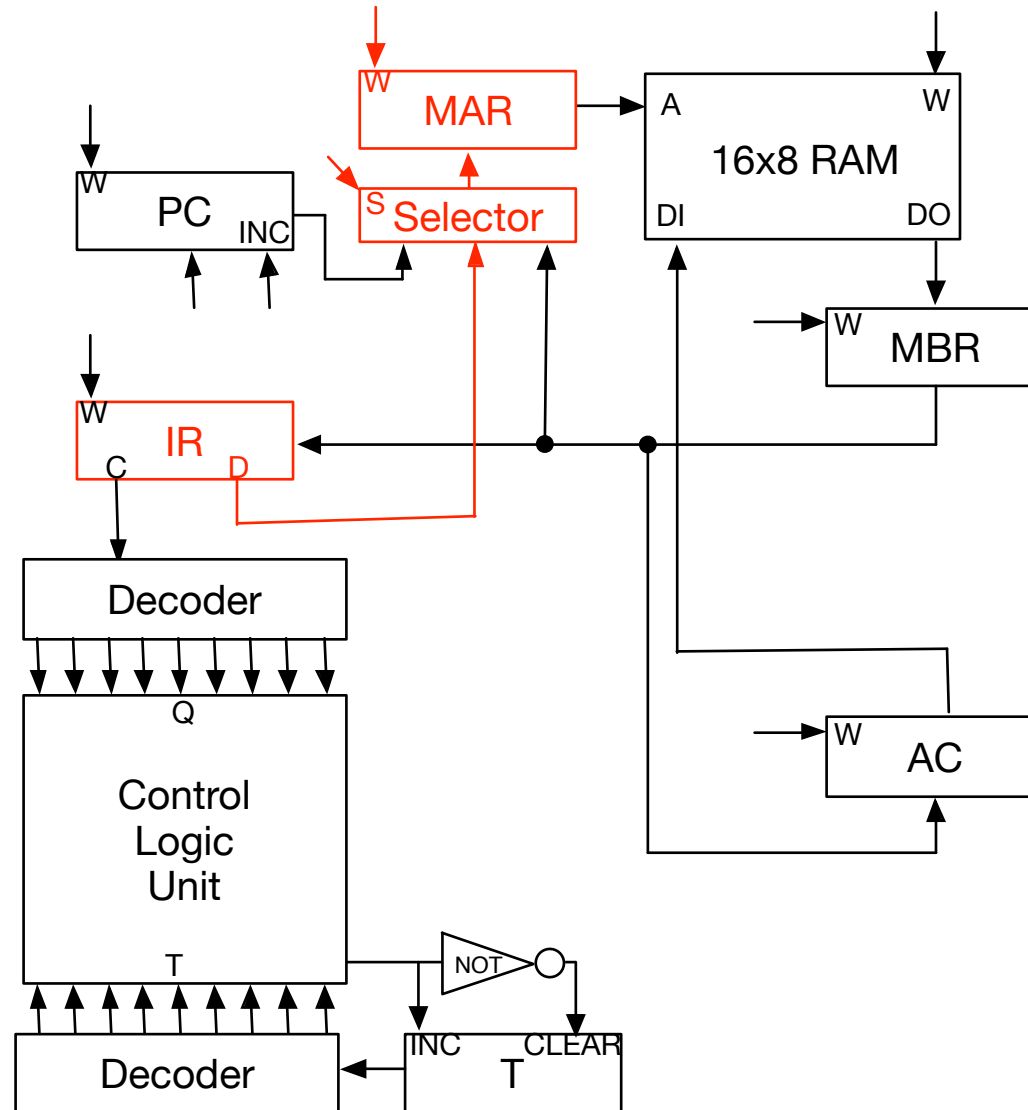 W
MAR
W
A
16x8 RAM
W
PC
INC
S
Selector
DI
DO
W
MBR
W
IR
C
D
Decoder
Q
Control
Logic
Unit
T
W
AC
NOT
INC
CLEAR
T
Decoder